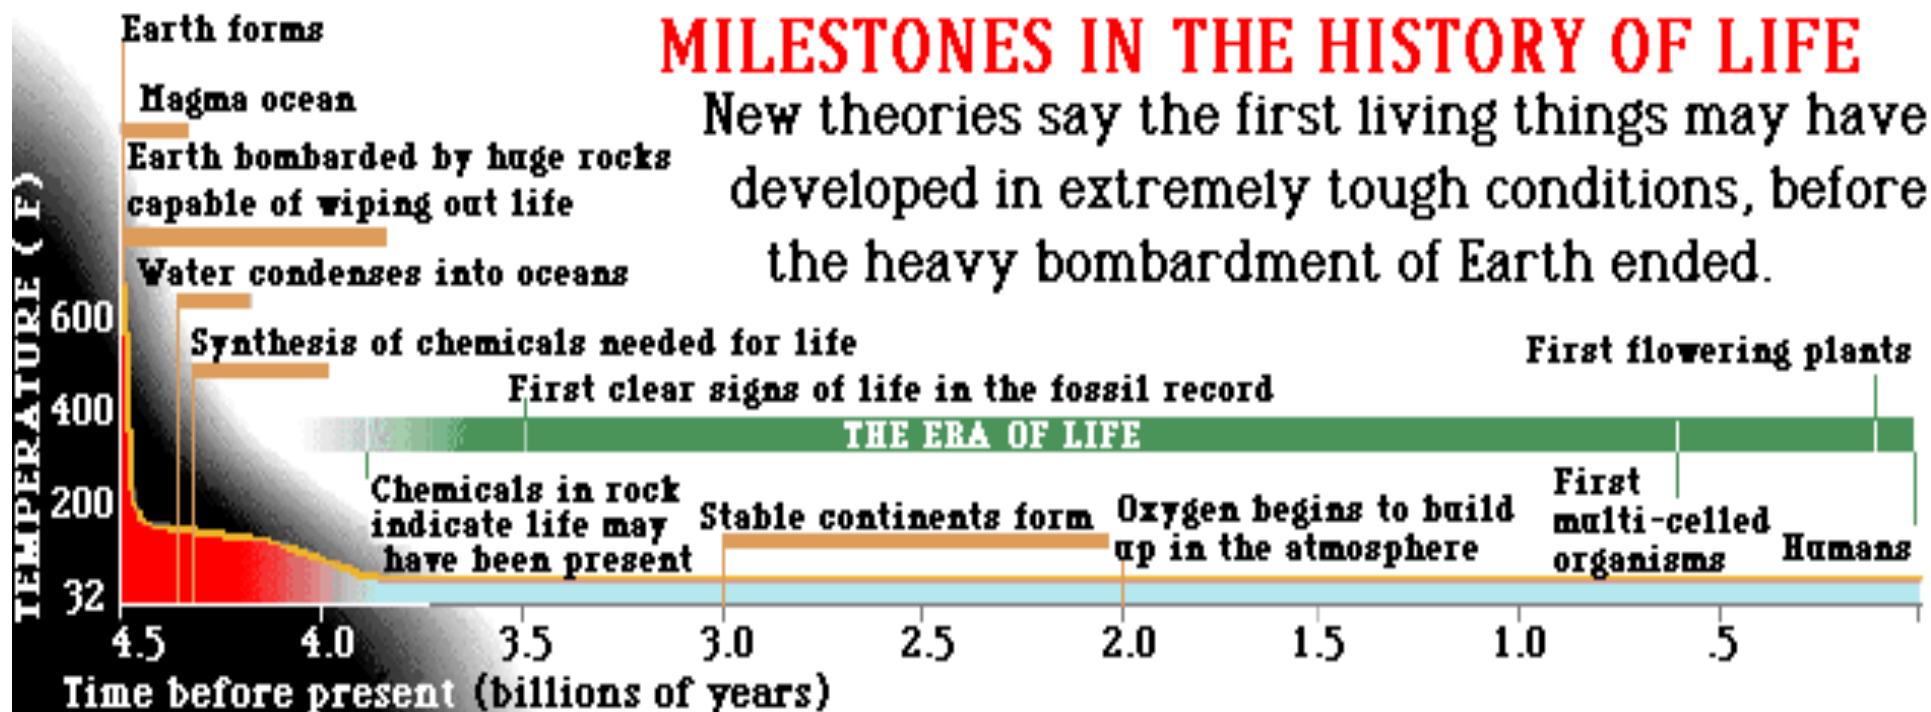 MILESTONES IN THE HISTORY OF LIFE
New theories say the first living things may have
developed in extremely tough conditions, before
the heavy bombardment of Earth ended.
Earth forms
Magma ocean
Earth bombarded by huge rocks
capable of wiping out life
Water condenses into oceans
Synthesis of chemicals needed for life
First clear signs of life in the fossil record
First flowering plants
THE ERA OF LIFE
Chemicals in rock
indicate life may
have been present
Stable continents form
Oxygen begins to build
up in the atmosphere
First
multi-celled
organisms
Humans
TEMPERATURE (F)
600
400
200
32
4.5 4.0 3.5 3.0 2.5 2.0 1.5 1.0 .5
Time before present (billions of years)